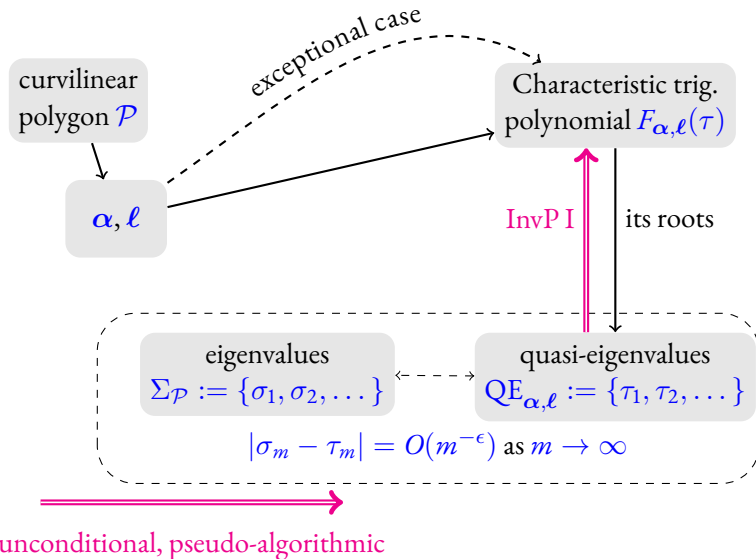 exceptional case
curvilinear
polygon 𝒫
Characteristic trig.
polynomial F_{α,ℓ}(τ)
α, ℓ
InvP I
its roots
eigenvalues
Σ_𝒫 := {σ₁, σ₂, . . . }
quasi-eigenvalues
QE_{α,ℓ} := {τ₁, τ₂, . . . }
|σ_m − τ_m| = O(m^{−ϵ}) as m → ∞
unconditional, pseudo-algorithmic